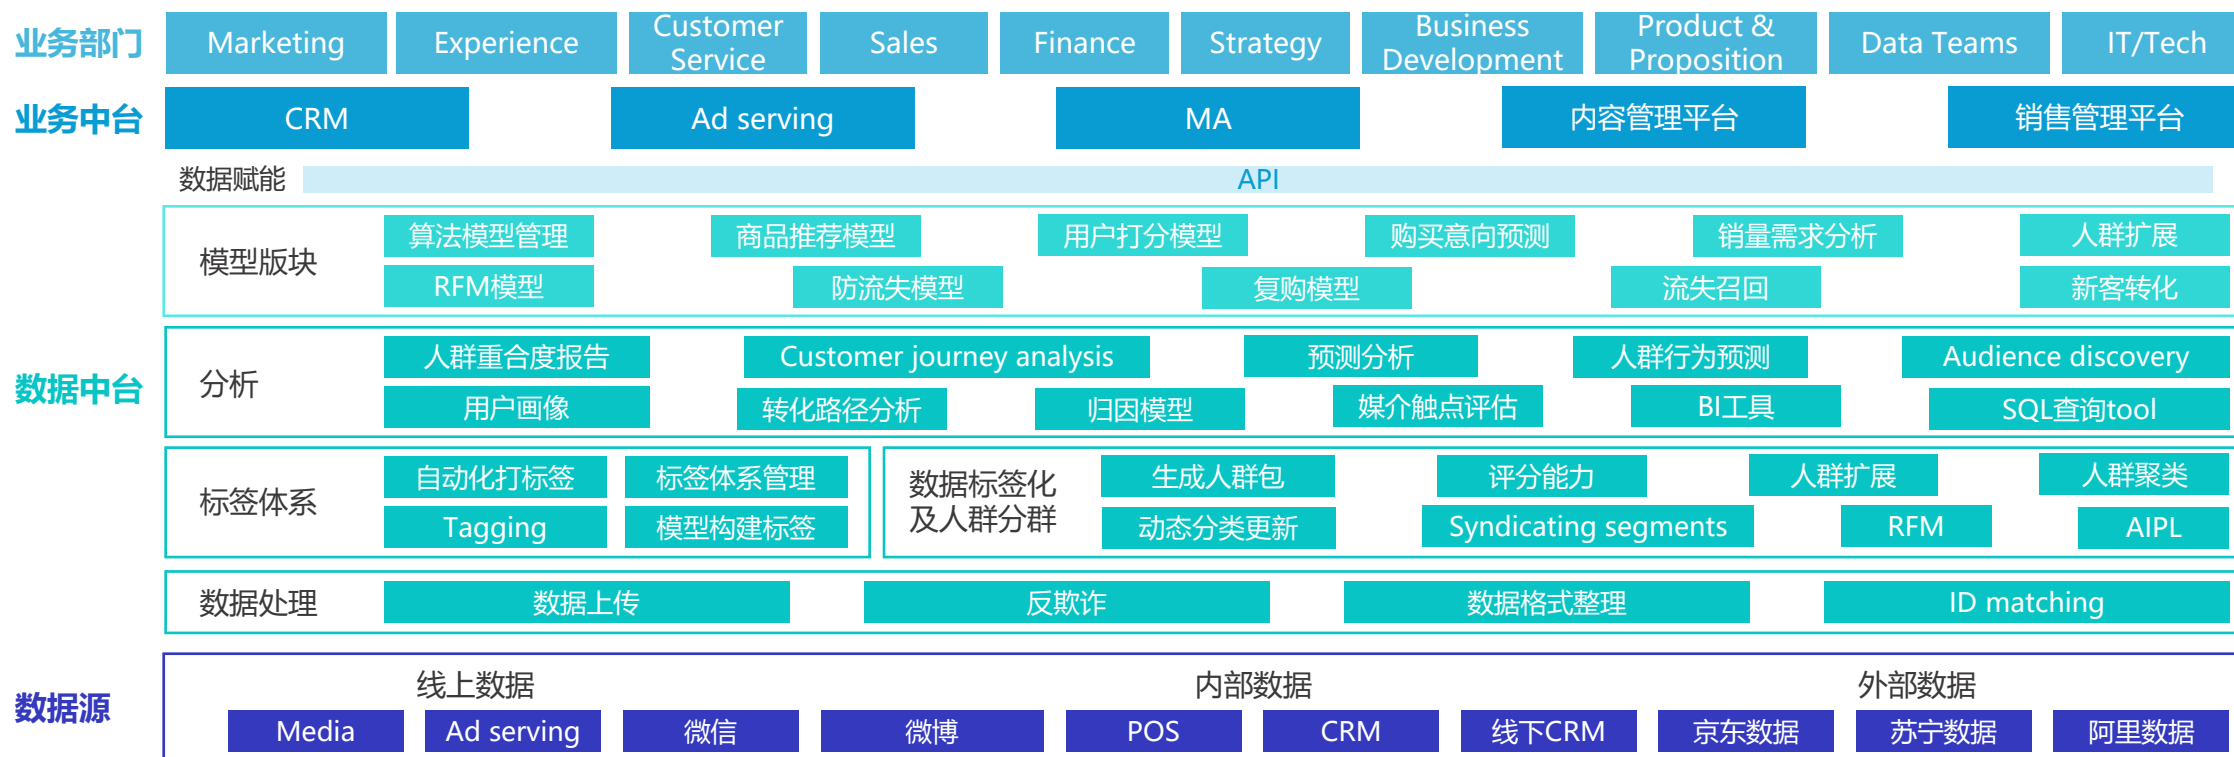 业务部门
Marketing
Experience
Customer
Service
Sales
Finance
Strategy
Business
Development
Product &
Proposition
Data Teams
IT/Tech
业务中台
CRM
Ad serving
MA
内容管理平台
销售管理平台
数据赋能
API
数据中台
模型版块
算法模型管理
商品推荐模型
用户打分模型
购买意向预测
销量需求分析
人群扩展
RFM模型
防流失模型
复购模型
流失召回
新客转化
分析
人群重合度报告
Customer journey analysis
预测分析
人群行为预测
Audience discovery
用户画像
转化路径分析
归因模型
媒介触点评估
BI工具
SQL查询tool
标签体系
自动化打标签
标签体系管理
Tagging
模型构建标签
数据标签化
及人群分群
生成人群包
评分能力
人群扩展
人群聚类
动态分类更新
Syndicating segments
RFM
AIPL
数据处理
数据上传
反欺诈
数据格式整理
ID matching
数据源
线上数据
内部数据
外部数据
Media
Ad serving
微信
微博
POS
CRM
线下CRM
京东数据
苏宁数据
阿里数据